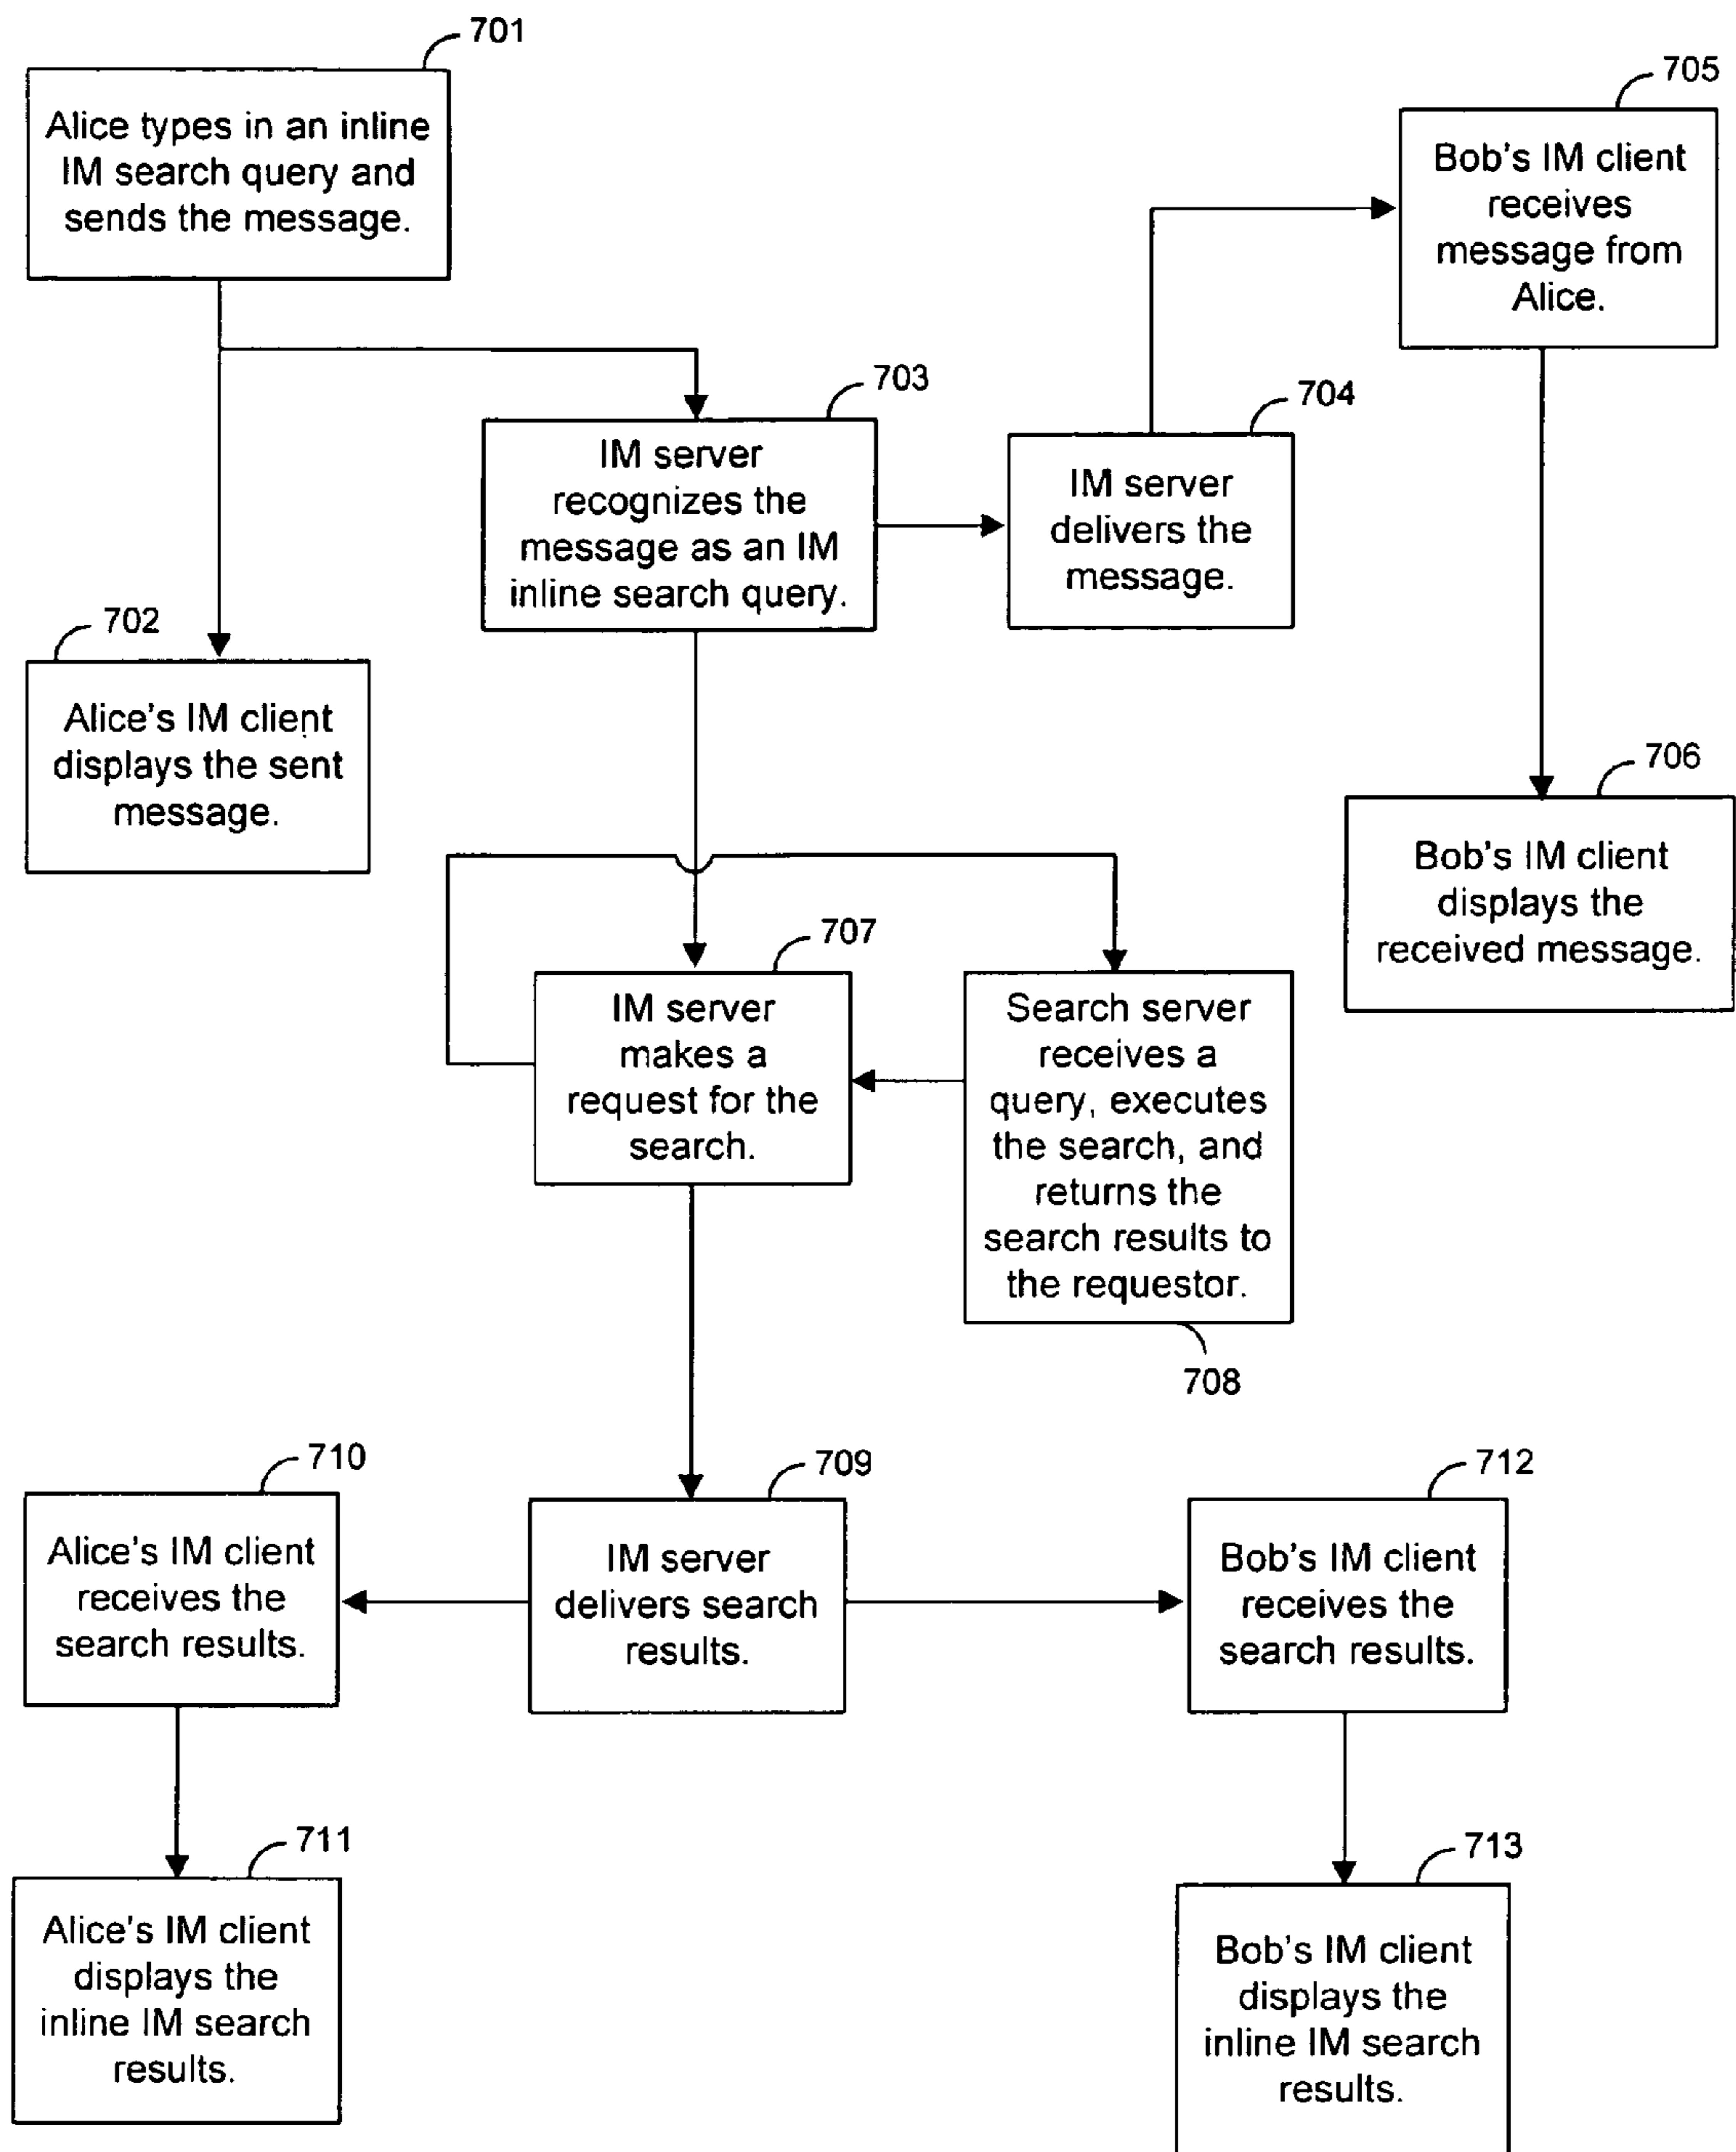 701
Alice types in an inline
IM search query and
sends the message.
705
Bob's IM client
receives
message from
Alice.
703
IM server
recognizes the
message as an IM
inline search query.
704
IM server
delivers the
message.
702
Alice's IM client
displays the sent
message.
706
Bob's IM client
displays the
received message.
707
IM server
makes a
request for the
search.
Search server
receives a
query, executes
the search, and
returns the
search results to
the requestor.
708
710
Alice's IM client
receives the
search results.
709
IM server
delivers search
results.
712
Bob's IM client
receives the
search results.
711
Alice's IM client
displays the
inline IM search
results.
713
Bob's IM client
displays the
inline IM search
results.